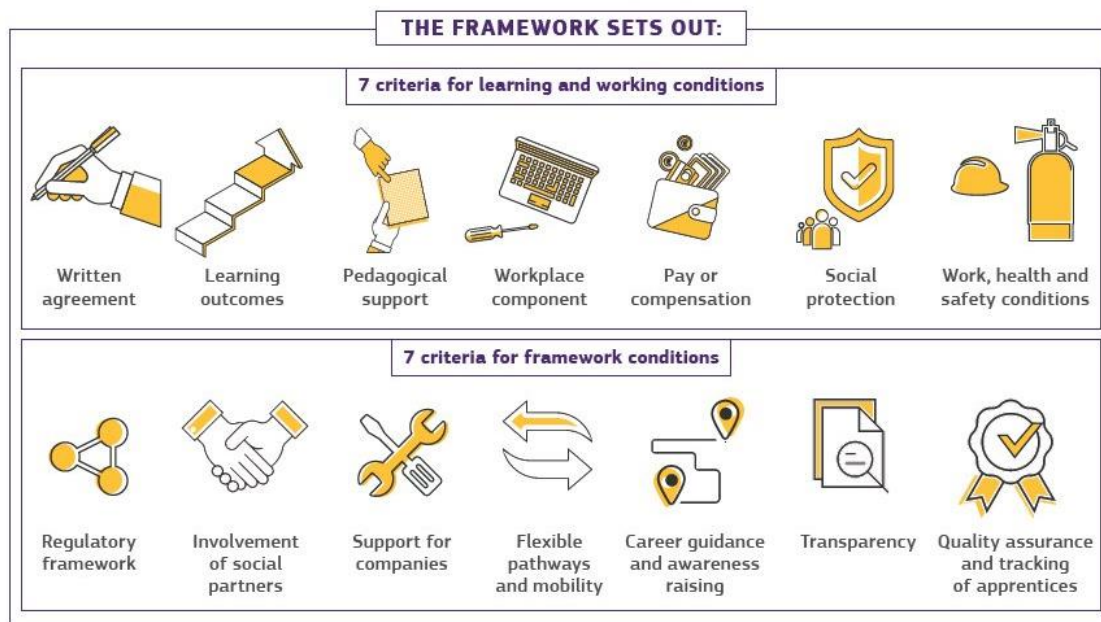 THE FRAMEWORK SETS OUT:
7 criteria for learning and working conditions
Written
agreement
Learning
outcomes
Pedagogical
support
Workplace
component
Pay or
compensation
Social
protection
Work, health and
safety conditions
7 criteria for framework conditions
Regulatory
framework
Involvement
of social
partners
Support for
companies
Flexible
pathways
and mobility
Career guidance
and awareness
raising
Transparency
Quality assurance
and tracking
of apprentices